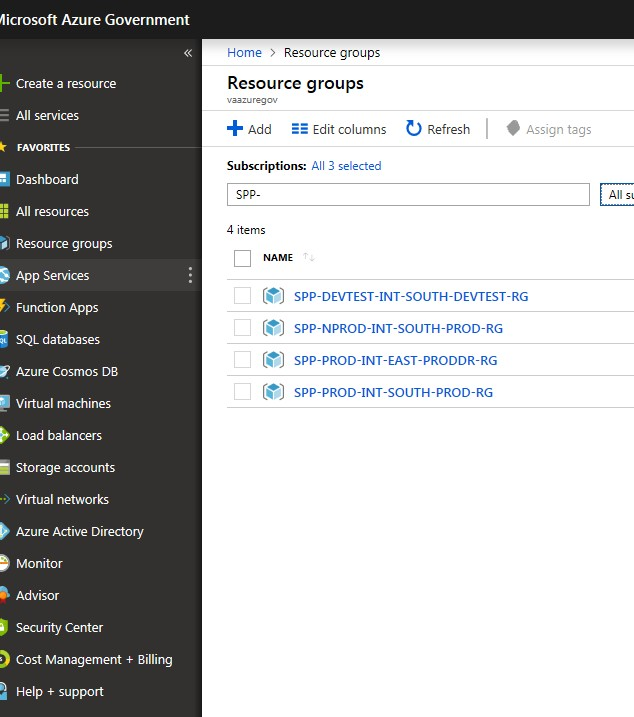 Microsoft Azure Government
«
Home > Resource groups
Create a resource
All services
FAVORITES
Dashboard
All resources
Resource groups
App Services
Function Apps
SQL databases
Azure Cosmos DB
Virtual machines
Load balancers
Storage accounts
Virtual networks
Azure Active Directory
Monitor
Advisor
Security Center
Cost Management + Billing
Help + support
Resource groups
vaazuregov
Add Edit columns Refresh Assign tags
Subscriptions: All 3 selected
SPP- All su
4 items
NAME
SPP-DEVTEST-INT-SOUTH-DEVTEST-RG
SPP-NPROD-INT-SOUTH-PROD-RG
SPP-PROD-INT-EAST-PRODDR-RG
SPP-PROD-INT-SOUTH-PROD-RG